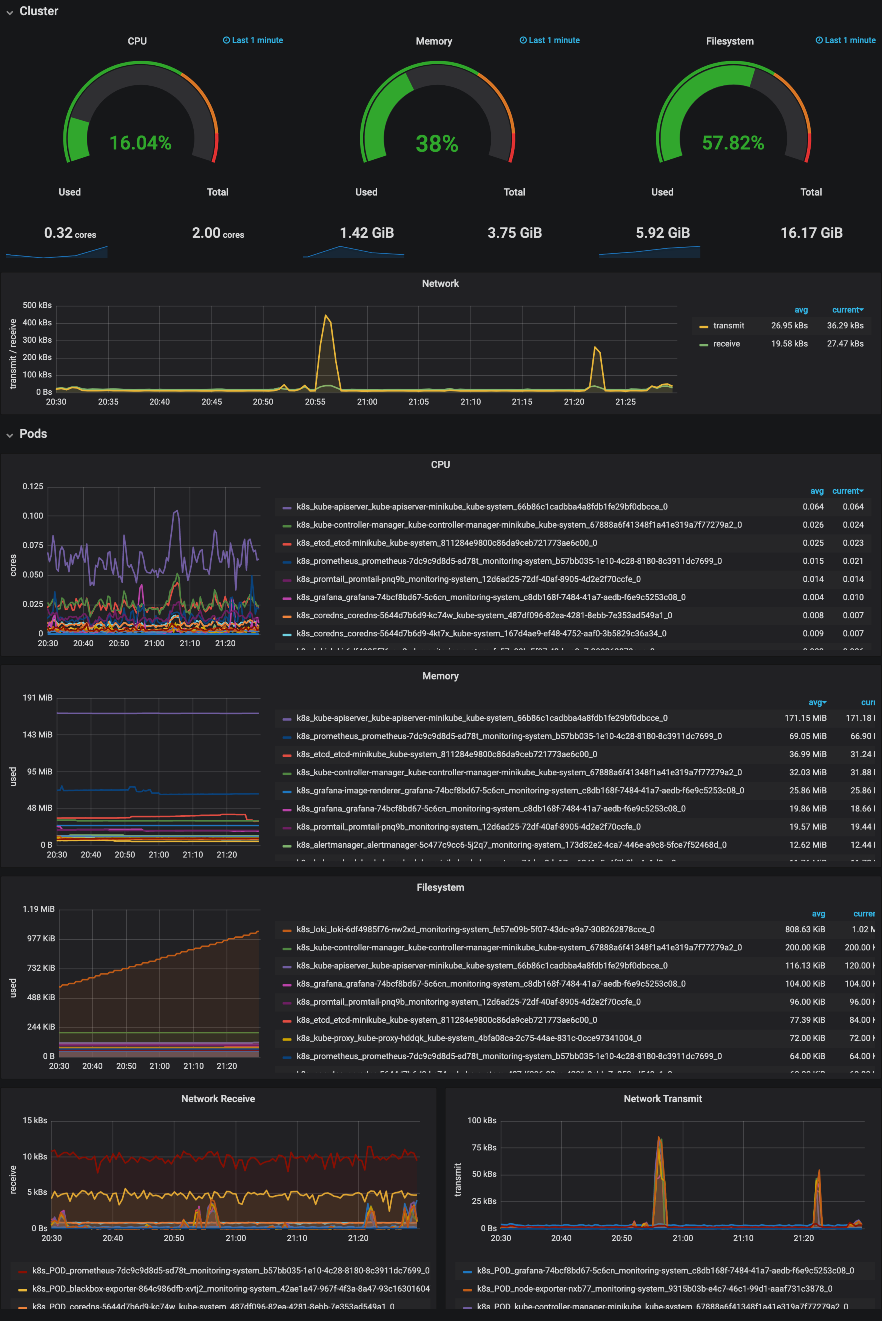 Cluster
CPU
Last 1 minute
Memory
Last 1 minute
Filesystem
Last 1 minute
16.04%
38%
57.82%
Used
Total
Used
Total
Used
Total
0.32 cores
2.00 cores
1.42 GiB
3.75 GiB
5.92 GiB
16.17 GiB
Network
transmit / receive
500 kBs
400 kBs
300 kBs
200 kBs
100 kBs
0 Bs
20:30 20:35 20:40 20:45 20:50 20:55 21:00 21:05 21:10 21:15 21:20 21:25
avg current
transmit 26.95 kBs 36.29 kBs
receive 19.58 kBs 27.47 kBs
Pods
CPU
cores
0.125
0.100
0.075
0.050
0.025
0
20:30 20:40 20:50 21:00 21:10 21:20
avg current
k8s_kube-apiserver_kube-apiserver-minikube_kube-system_66b86c1cadbba4a8fdb1fe29bf0dbcce_0 0.064 0.064
k8s_kube-controller-manager_kube-controller-manager-minikube_kube-system_67888a6f41348f1a41e319a7f77279a2_0 0.026 0.024
k8s_etcd_etcd-minikube_kube-system_811284e9800c86da9ceb721773ae6c00_0 0.025 0.023
k8s_prometheus_prometheus-7dc9c9d8d5-sd78t_monitoring-system_b57bb035-1e10-4c28-8180-8c3911dc7699_0 0.015 0.021
k8s_promtail_promtail-pnq9b_monitoring-system_12d6ad25-72df-40af-8905-4d2e2f70ccfe_0 0.014 0.014
k8s_grafana_grafana-74bcf8bd67-5c6cn_monitoring-system_c8db168f-7484-41a7-aedb-f6e9c5253c08_0 0.004 0.010
k8s_coredns_coredns-5644d7b6d9-kc74w_kube-system_487df096-82ea-4281-8ebb-7e353ad549a1_0 0.008 0.007
k8s_coredns_coredns-5644d7b6d9-4kt7x_kube-system_167d4ae9-ef48-4752-aaf0-3b5829c36a34_0 0.009 0.007
Memory
used
191 MiB
143 MiB
95 MiB
48 MiB
0 B
20:30 20:40 20:50 21:00 21:10 21:20
avg curr
k8s_kube-apiserver_kube-apiserver-minikube_kube-system_66b86c1cadbba4a8fdb1fe29bf0dbcce_0 171.15 MiB 171.18
k8s_prometheus_prometheus-7dc9c9d8d5-sd78t_monitoring-system_b57bb035-1e10-4c28-8180-8c3911dc7699_0 69.05 MiB 66.90
k8s_etcd_etcd-minikube_kube-system_811284e9800c86da9ceb721773ae6c00_0 36.99 MiB 31.24
k8s_kube-controller-manager_kube-controller-manager-minikube_kube-system_67888a6f41348f1a41e319a7f77279a2_0 32.03 MiB 31.88
k8s_grafana-image-renderer_grafana-74bcf8bd67-5c6cn_monitoring-system_c8db168f-7484-41a7-aedb-f6e9c5253c08_0 25.86 MiB 25.86
k8s_grafana_grafana-74bcf8bd67-5c6cn_monitoring-system_c8db168f-7484-41a7-aedb-f6e9c5253c08_0 19.86 MiB 18.66
k8s_promtail_promtail-pnq9b_monitoring-system_12d6ad25-72df-40af-8905-4d2e2f70ccfe_0 19.57 MiB 19.44
k8s_alertmanager_alertmanager-5c477c9cc6-5j2q7_monitoring-system_173d82e2-4ca7-446e-a9c8-5fce7f52468d_0 12.62 MiB 12.44
Filesystem
used
1.19 MiB
977 KiB
732 KiB
488 KiB
244 KiB
0 B
20:30 20:40 20:50 21:00 21:10 21:20
avg currer
k8s_loki_loki-6df4985f76-nw2xd_monitoring-system_fe57e09b-5f07-43dc-a9a7-308262878cce_0 808.63 KiB 1.02
k8s_kube-controller-manager_kube-controller-manager-minikube_kube-system_67888a6f41348f1a41e319a7f77279a2_0 200.00 KiB 200.00
k8s_kube-apiserver_kube-apiserver-minikube_kube-system_66b86c1cadbba4a8fdb1fe29bf0dbcce_0 116.13 KiB 120.00
k8s_grafana_grafana-74bcf8bd67-5c6cn_monitoring-system_c8db168f-7484-41a7-aedb-f6e9c5253c08_0 104.00 KiB 104.00
k8s_promtail_promtail-pnq9b_monitoring-system_12d6ad25-72df-40af-8905-4d2e2f70ccfe_0 96.00 KiB 96.00
k8s_etcd_etcd-minikube_kube-system_811284e9800c86da9ceb721773ae6c00_0 77.39 KiB 84.00
k8s_kube-proxy_kube-proxy-hddqk_kube-system_4bfa08ca-2c75-44ae-831c-0cce97341004_0 72.00 KiB 72.00
k8s_prometheus_prometheus-7dc9c9d8d5-sd78t_monitoring-system_b57bb035-1e10-4c28-8180-8c3911dc7699_0 64.00 KiB 64.00
Network Receive
receive
15 kBs
10 kBs
5 kBs
0 Bs
20:30 20:40 20:50 21:00 21:10 21:20
k8s_POD_prometheus-7dc9c9d8d5-sd78t_monitoring-system_b57bb035-1e10-4c28-8180-8c3911dc7699_0
k8s_POD_blackbox-exporter-864c986dfb-xvtj2_monitoring-system_42ae1a47-967f-4f3a-8a47-93c16301604
k8s_POD_coredns-5644d7b6d9-kc74w_kube-system_487df096-82ea-4281-8ebb-7e353ad549a1_0
Network Transmit
transmit
100 kBs
75 kBs
50 kBs
25 kBs
0 Bs
20:30 20:40 20:50 21:00 21:10 21:20
k8s_POD_grafana-74bcf8bd67-5c6cn_monitoring-system_c8db168f-7484-41a7-aedb-f6e9c5253c08_0
k8s_POD_node-exporter-nxb77_monitoring-system_9315b03b-e4c7-46c1-99d1-aaaf731c3878_0
k8s_POD_kube-controller-manager-minikube_kube-system_67888a6f41348f1a41e319a7f77279a2_0